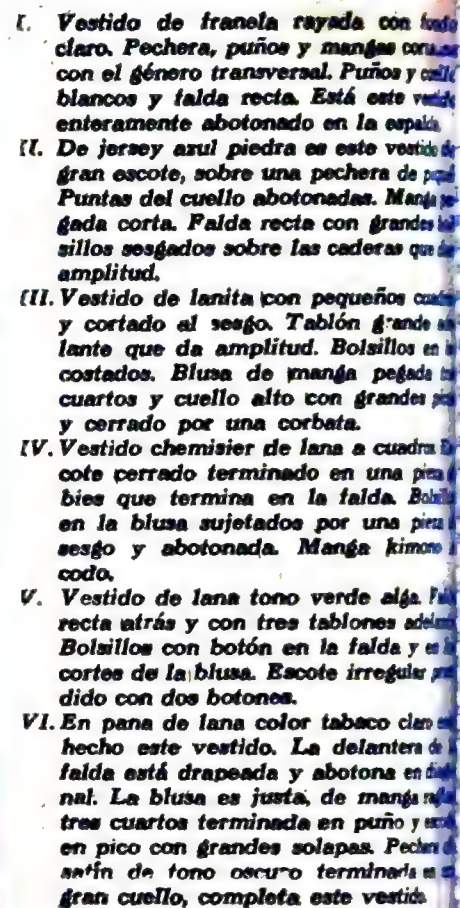 I. Vestido de franela rayada con fondo
claro. Pechera, puños y mangas
con el género transversal. Puños y
blancos y falda recta. Está este
enteramente abotonado en la espalda.
II. De jersey azul piedra es este vestido de
gran escote, sobre una pechera de
Puntas del cuello abotonadas. Manga
gada corta. Falda recta con grandes
sillos sesgados sobre las caderas que
amplitud.
III. Vestido de lanita con pequeños
y cortado al sesgo. Tablón grande
lante que da amplitud. Bolsillos en
costados. Blusa de manga pegada
cuartos y cuello alto con grandes
y cerrado por una corbata.
IV. Vestido chemisier de lana a
cote cerrado terminado en una
bies que termina en la falda.
en la blusa sujetados por una
sesgo y abotonada. Manga kimono
codo.
V. Vestido de lana tono verde alga.
recta atrás y con tres tablones
Bolsillos con botón en la falda y
cortes de la blusa. Escote irregular
dido con dos botones.
VI. En pana de lana color tabaco claro
hecho este vestido. La delantera de
falda está drapeada y abotona en
nal. La blusa es justa, de manga
tres cuartos terminada en puño y
en pico con grandes solapas.
satín de tono oscuro terminada
gran cuello, completa este vestido